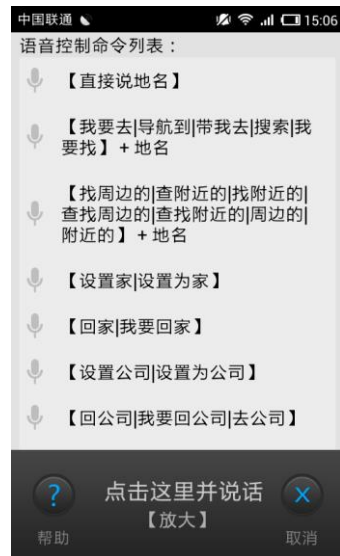 中国联通 15:06
语音控制命令列表：
【直接说地名】
【我要去|导航到|带我去|搜索|我
要找】+ 地名
【找周边的|查附近的|找附近的|
查找周边的|查找附近的|周边的|
附近的】+ 地名
【设置家|设置为家】
【回家|我要回家】
【设置公司|设置为公司】
【回公司|我要回公司|去公司】
? 点击这里并说话 X
【放大】
帮助 取消